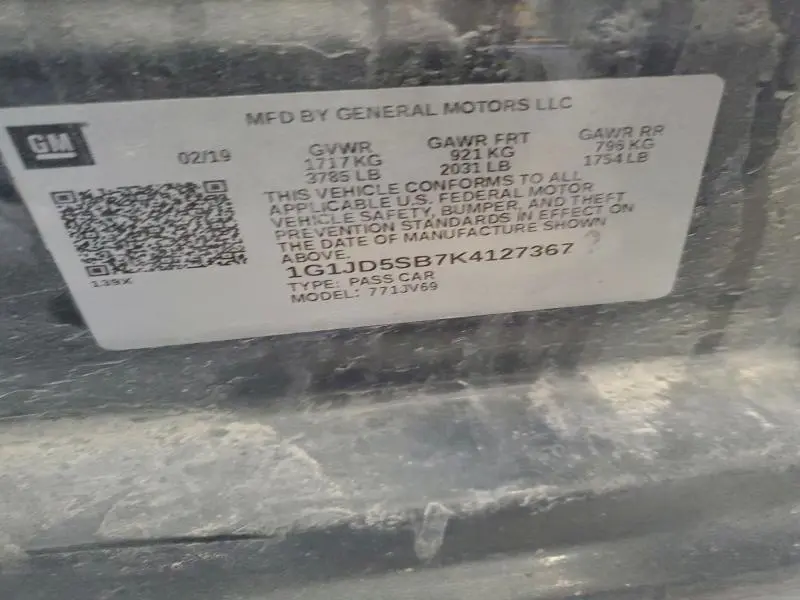 MFD BY GENERAL MOTORS LLC
GM
02/19 GVWR GAWR FRT GAWR RR
1717 KG 921 KG 796 KG
3785 LB 2031 LB 1754 LB
THIS VEHICLE CONFORMS TO ALL
APPLICABLE U.S. FEDERAL MOTOR
VEHICLE SAFETY, BUMPER, AND THEFT
PREVENTION STANDARDS IN EFFECT ON
THE DATE OF MANUFACTURE SHOWN
ABOVE.
1G1JD5SB7K4127367
TYPE: PASS CAR
MODEL: 771JV69
139X